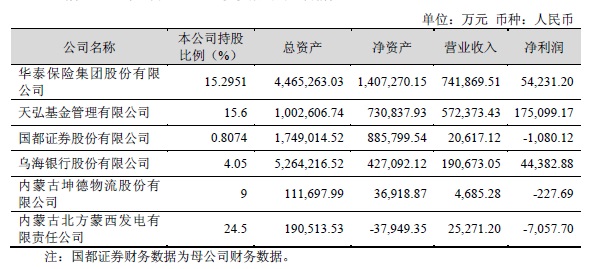 单位：万元 币种：人民币
公司名称 本公司持股比例（%） 总资产 净资产 营业收入 净利润
华泰保险集团股份有限公司 15.2951 4,465,263.03 1,407,270.15 741,869.51 54,231.20
天弘基金管理有限公司 15.6 1,002,606.74 730,837.93 572,373.43 175,099.17
国都证券股份有限公司 0.8074 1,749,014.52 885,799.54 20,617.12 -1,080.12
乌海银行股份有限公司 4.05 5,264,216.52 427,092.12 190,673.05 44,382.88
内蒙古坤德物流股份有限公司 9 111,697.99 36,918.87 4,685.28 -227.69
内蒙古北方蒙西发电有限责任公司 24.5 190,513.53 -37,949.35 25,271.20 -7,057.70
注：国都证券财务数据为母公司财务数据。